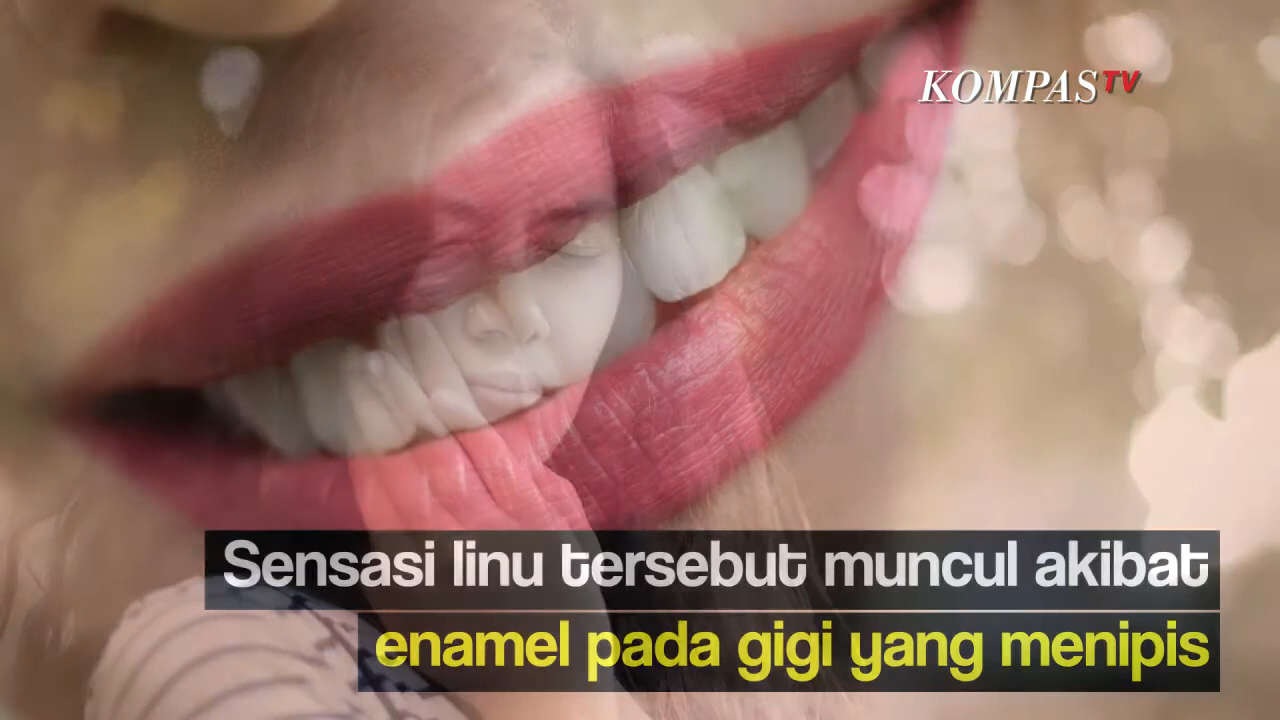 KOMPASTV
Sensasi linu tersebut muncul akibat
enamel pada gigi yang menipis